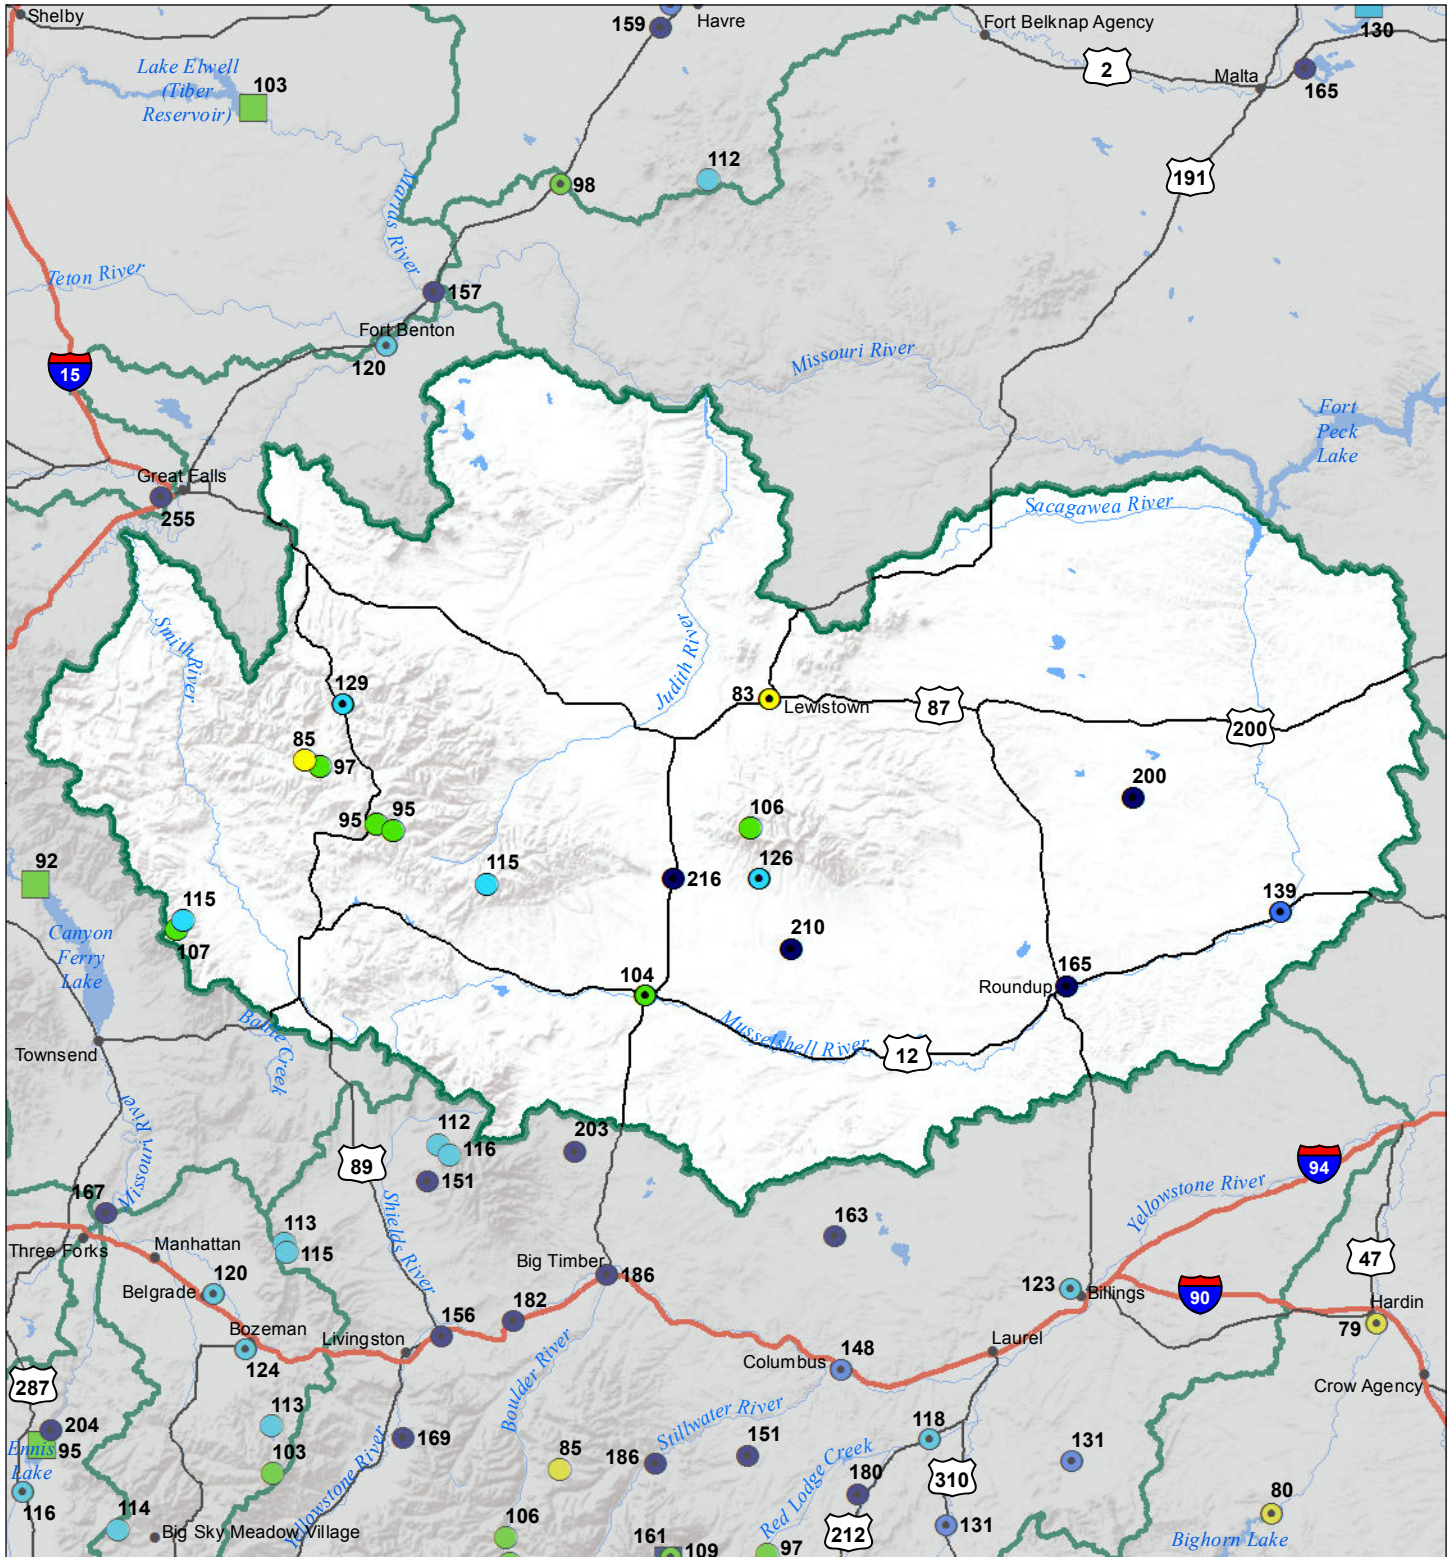 Shelby
159
Havre
Fort Belknap Agency
130
2
Malta
165
Lake Elwell
(Tiber
Reservoir)
103
112
191
98
Marias River
Teton River
157
Fort Benton
120
Missouri River
15
Fort
Peck
Lake
Great Falls
255
Sacagawea River
Smith River
Judith River
129
83
Lewistown
87
200
85
97
200
95
95
106
92
115
216
126
139
115
107
Canyon
Ferry
Lake
210
104
165
Roundup
Battle Creek
Musselshell River
12
Townsend
Missouri River
112
116
203
89
151
94
167
Shields River
Yellowstone River
113
163
Three Forks
Manhattan
115
47
Big Timber
186
120
Belgrade
123
Billings
90
Hardin
182
156
79
Bozeman
Livingston
Laurel
124
Boulder River
148
Columbus
287
Crow Agency
113
Stillwater River
118
204
169
151
95
Ennis
Lake
103
85
186
Red Lodge Creek
131
180
310
116
Yellowstone River
80
114
Big Sky Meadow Village
106
161
109
97
212
131
Bighorn Lake